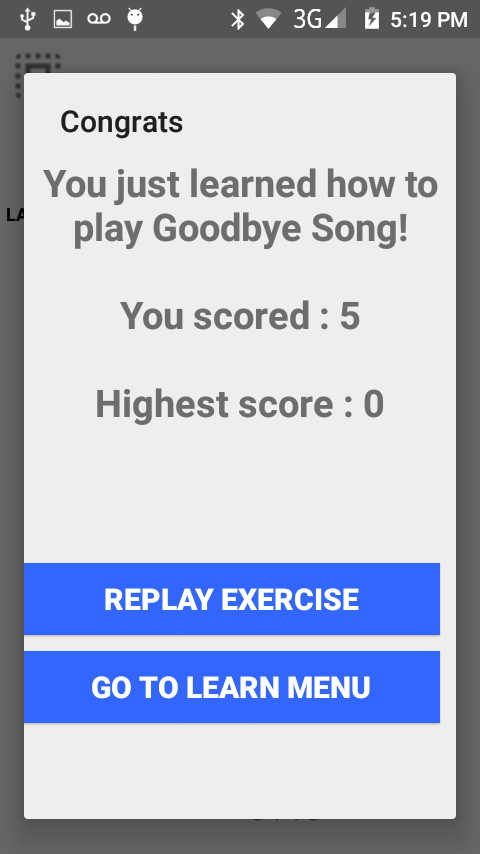 3G 5:19 PM
Congrats
LA
You just learned how to
play Goodbye Song!
You scored : 5
Highest score : 0
REPLAY EXERCISE
GO TO LEARN MENU